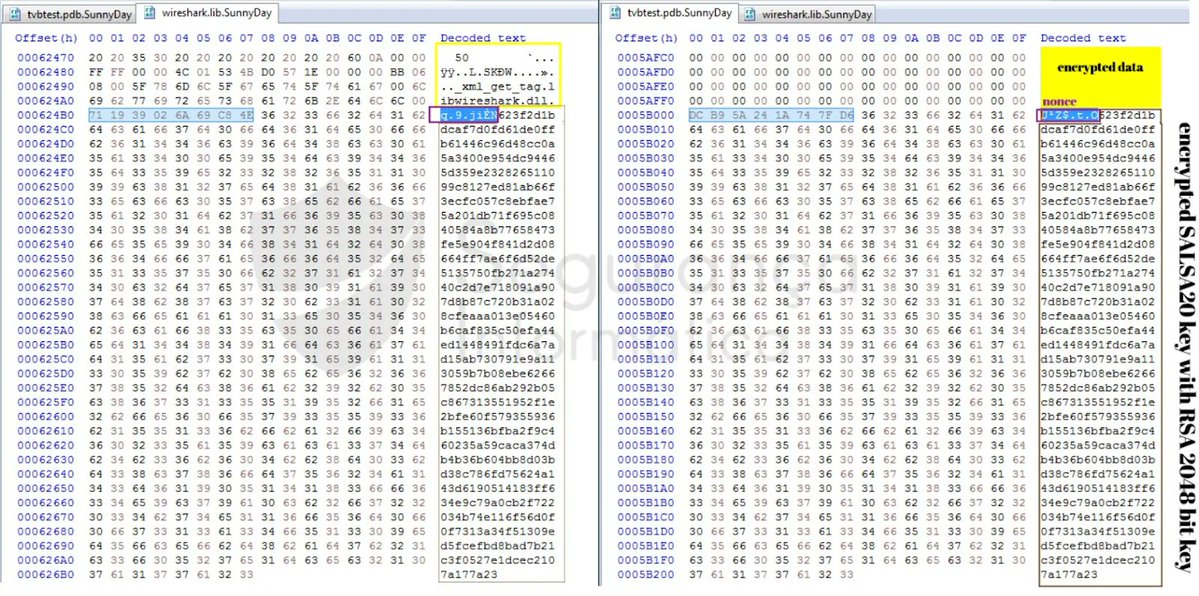 tvbtest.pdb.SunnyDay wireshark.lib.SunnyDay
Offset(h) 00 01 02 03 04 05 06 07 08 09 0A 0B 0C 0D 0E 0F Decoded text
00062470 20 20 35 30 20 20 20 20 20 20 20 20 60 0A 00 00 50 `...
00062480 FF FF 00 00 4C 01 53 4B D0 57 1E 00 00 00 BB 06 ÿÿ..L.SKÐW....».
00062490 08 00 5F 78 6D 6C 5F 67 65 74 5F 74 61 67 00 6C .._xml_get_tag.l
000624A0 69 62 77 69 72 65 73 68 61 72 6B 2E 64 6C 6C 00 ibwireshark.dll.
000624B0 71 19 39 02 6A 69 C8 4E 36 32 33 66 32 64 31 62 q.9.jiÈN623f2d1b
000624C0 64 63 61 66 37 64 30 66 64 36 31 64 65 30 66 66 dcaf7d0fd61de0ff
000624D0 62 36 31 34 34 36 63 39 36 64 34 38 63 63 30 61 b61446c96d48cc0a
000624E0 35 61 33 34 30 30 65 39 35 34 64 63 39 34 34 36 5a3400e954dc9446
000624F0 35 64 33 35 39 65 32 33 32 38 32 36 35 31 31 30 5d359e2328265110
00062500 39 39 63 38 31 32 37 65 64 38 31 61 62 36 36 66 99c8127ed81ab66f
00062510 33 65 63 66 63 30 35 37 63 38 65 62 66 61 65 37 3ecfc057c8ebfae7
00062520 35 61 32 30 31 64 62 37 31 66 36 39 35 63 30 38 5a201db71f695c08
00062530 34 30 35 38 34 61 38 62 37 37 36 35 38 34 37 33 40584a8b77658473
00062540 66 65 35 65 39 30 34 66 38 34 31 64 32 64 30 38 fe5e904f841d2d08
00062550 36 36 34 66 66 37 61 65 36 66 36 64 35 32 64 65 664ff7ae6f6d52de
00062560 35 31 33 35 37 35 30 66 62 32 37 31 61 32 37 34 5135750fb271a274
00062570 34 30 63 32 64 37 65 37 31 38 30 39 31 61 39 30 40c2d7e718091a90
00062580 37 64 38 62 38 37 63 37 32 30 62 33 31 61 30 32 7d8b87c720b31a02
00062590 38 63 66 65 61 61 61 30 31 33 65 30 35 34 36 30 8cfeaaa013e05460
000625A0 62 36 63 61 66 38 33 35 63 35 30 65 66 61 34 34 b6caf835c50efa44
000625B0 65 64 31 34 34 38 34 39 31 66 64 63 36 61 37 61 ed1448491fdc6a7a
000625C0 64 31 35 61 62 37 33 30 37 39 31 65 39 61 31 31 d15ab730791e9a11
000625D0 33 30 35 39 62 37 62 30 38 65 62 65 36 32 36 36 3059b7b08ebe6266
000625E0 37 38 35 32 64 63 38 36 61 62 32 39 32 62 30 35 7852dc86ab292b05
000625F0 63 38 36 37 33 31 33 35 35 31 39 35 32 66 31 65 c867313551952f1e
00062600 32 62 66 65 36 30 66 35 37 39 33 35 35 39 33 36 2bfe60f579355936
00062610 62 31 35 35 31 33 36 62 66 62 61 32 66 39 63 34 b155136bfba2f9c4
00062620 36 30 32 33 35 61 35 39 63 61 63 61 33 37 34 64 60235a59caca374d
00062630 62 34 62 33 36 62 36 30 34 62 62 38 64 30 33 62 b4b36b604bb8d03b
00062640 64 33 38 63 37 38 36 66 64 37 35 36 32 34 61 31 d38c786fd75624a1
00062650 34 33 64 36 31 39 30 35 31 34 31 38 33 66 66 36 43d6190514183ff6
00062660 33 34 65 39 63 37 39 61 30 63 62 32 66 37 32 32 34e9c79a0cb2f722
00062670 30 33 34 62 37 34 65 31 31 36 66 35 36 64 30 66 034b74e116f56d0f
00062680 30 66 37 33 31 33 61 33 34 66 35 31 33 30 39 65 0f7313a34f51309e
00062690 64 35 66 63 65 66 62 64 38 62 61 64 37 62 32 31 d5fcefbd8bad7b21
000626A0 63 33 66 30 35 32 37 65 31 64 63 65 63 32 31 30 c3f0527e1dcec210
000626B0 37 61 31 37 37 61 32 33 7a177a23
tvbtest.pdb.SunnyDay wireshark.lib.SunnyDay
Offset(h) 00 01 02 03 04 05 06 07 08 09 0A 0B 0C 0D 0E 0F Decoded text
0005AFC0 00 00 00 00 00 00 00 00 00 00 00 00 00 00 00 00
0005AFD0 00 00 00 00 00 00 00 00 00 00 00 00 00 00 00 00
encrypted data
0005AFE0 00 00 00 00 00 00 00 00 00 00 00 00 00 00 00 00
0005AFF0 00 00 00 00 00 00 00 00 00 00 00 00 00 00 00 00
nonce
0005B000 DC B9 5A 24 1A 74 7F D6 36 32 33 66 32 64 31 62 Ü¹Z$.t.Ö623f2d1b
0005B010 64 63 61 66 37 64 30 66 64 36 31 64 65 30 66 66 dcaf7d0fd61de0ff
0005B020 62 36 31 34 34 36 63 39 36 64 34 38 63 63 30 61 b61446c96d48cc0a
0005B030 35 61 33 34 30 30 65 39 35 34 64 63 39 34 34 36 5a3400e954dc9446
0005B040 35 64 33 35 39 65 32 33 32 38 32 36 35 31 31 30 5d359e2328265110
0005B050 39 39 63 38 31 32 37 65 64 38 31 61 62 36 36 66 99c8127ed81ab66f
0005B060 33 65 63 66 63 30 35 37 63 38 65 62 66 61 65 37 3ecfc057c8ebfae7
0005B070 35 61 32 30 31 64 62 37 31 66 36 39 35 63 30 38 5a201db71f695c08
0005B080 34 30 35 38 34 61 38 62 37 37 36 35 38 34 37 33 40584a8b77658473
0005B090 66 65 35 65 39 30 34 66 38 34 31 64 32 64 30 38 fe5e904f841d2d08
0005B0A0 36 36 34 66 66 37 61 65 36 66 36 64 35 32 64 65 664ff7ae6f6d52de
0005B0B0 35 31 33 35 37 35 30 66 62 32 37 31 61 32 37 34 5135750fb271a274
0005B0C0 34 30 63 32 64 37 65 37 31 38 30 39 31 61 39 30 40c2d7e718091a90
0005B0D0 37 64 38 62 38 37 63 37 32 30 62 33 31 61 30 32 7d8b87c720b31a02
0005B0E0 38 63 66 65 61 61 61 30 31 33 65 30 35 34 36 30 8cfeaaa013e05460
0005B0F0 62 36 63 61 66 38 33 35 63 35 30 65 66 61 34 34 b6caf835c50efa44
0005B100 65 64 31 34 34 38 34 39 31 66 64 63 36 61 37 61 ed1448491fdc6a7a
0005B110 64 31 35 61 62 37 33 30 37 39 31 65 39 61 31 31 d15ab730791e9a11
0005B120 33 30 35 39 62 37 62 30 38 65 62 65 36 32 36 36 3059b7b08ebe6266
0005B130 37 38 35 32 64 63 38 36 61 62 32 39 32 62 30 35 7852dc86ab292b05
0005B140 63 38 36 37 33 31 33 35 35 31 39 35 32 66 31 65 c867313551952f1e
0005B150 32 62 66 65 36 30 66 35 37 39 33 35 35 39 33 36 2bfe60f579355936
0005B160 62 31 35 35 31 33 36 62 66 62 61 32 66 39 63 34 b155136bfba2f9c4
0005B170 36 30 32 33 35 61 35 39 63 61 63 61 33 37 34 64 60235a59caca374d
0005B180 62 34 62 33 36 62 36 30 34 62 62 38 64 30 33 62 b4b36b604bb8d03b
0005B190 64 33 38 63 37 38 36 66 64 37 35 36 32 34 61 31 d38c786fd75624a1
0005B1A0 34 33 64 36 31 39 30 35 31 34 31 38 33 66 66 36 43d6190514183ff6
0005B1B0 33 34 65 39 63 37 39 61 30 63 62 32 66 37 32 32 34e9c79a0cb2f722
0005B1C0 30 33 34 62 37 34 65 31 31 36 66 35 36 64 30 66 034b74e116f56d0f
0005B1D0 30 66 37 33 31 33 61 33 34 66 35 31 33 30 39 65 0f7313a34f51309e
0005B1E0 64 35 66 63 65 66 62 64 38 62 61 64 37 62 32 31 d5fcefbd8bad7b21
0005B1F0 63 33 66 30 35 32 37 65 31 64 63 65 63 32 31 30 c3f0527e1dcec210
0005B200 37 61 31 37 37 61 32 33 7a177a23
encrypted SALSA20 key with RSA 2048 bit key